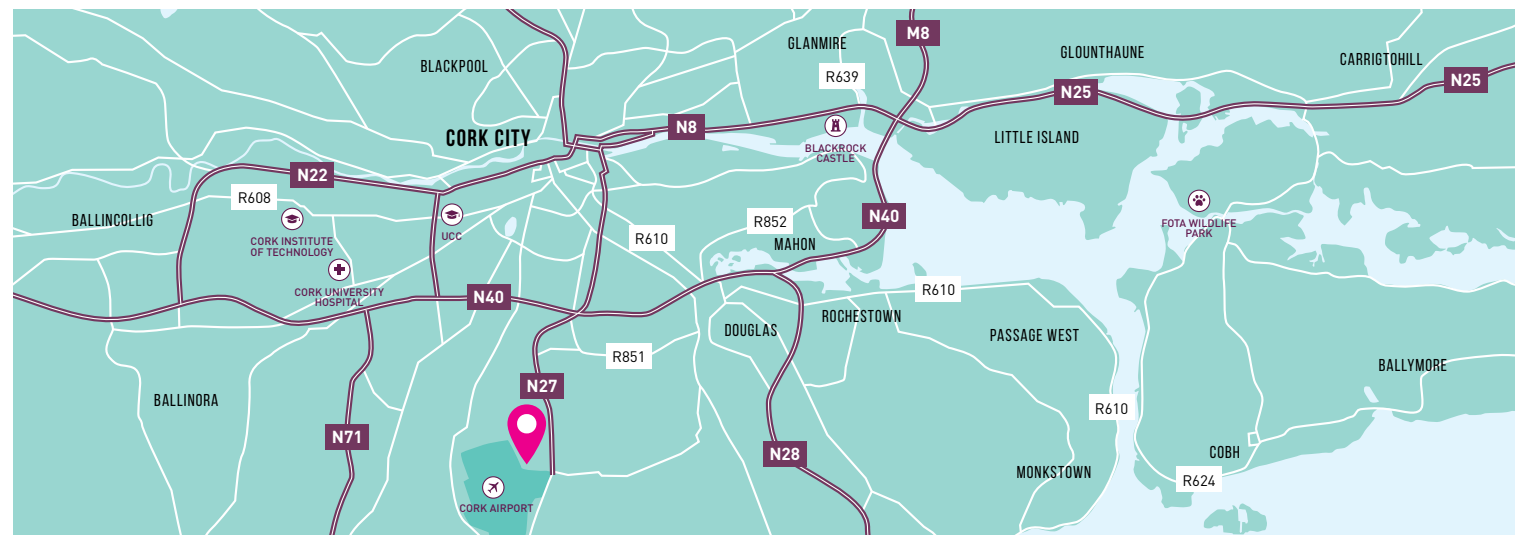 M8
GLANMIRE
GLOUNTHAUNE
CARRIGTOHILL
BLACKPOOL
R639
N25
N25
CORK CITY
N8
LITTLE ISLAND
BLACKROCK
CASTLE
N22
R608
BALLINCOLLIG
CORK INSTITUTE
OF TECHNOLOGY
UCC
R610
R852
MAHON
N40
FOTA WILDLIFE
PARK
CORK UNIVERSITY
HOSPITAL
N40
R610
DOUGLAS
ROCHESTOWN
PASSAGE WEST
R851
BALLYMORE
N27
BALLINORA
R610
N71
N28
COBH
MONKSTOWN
R624
CORK AIRPORT